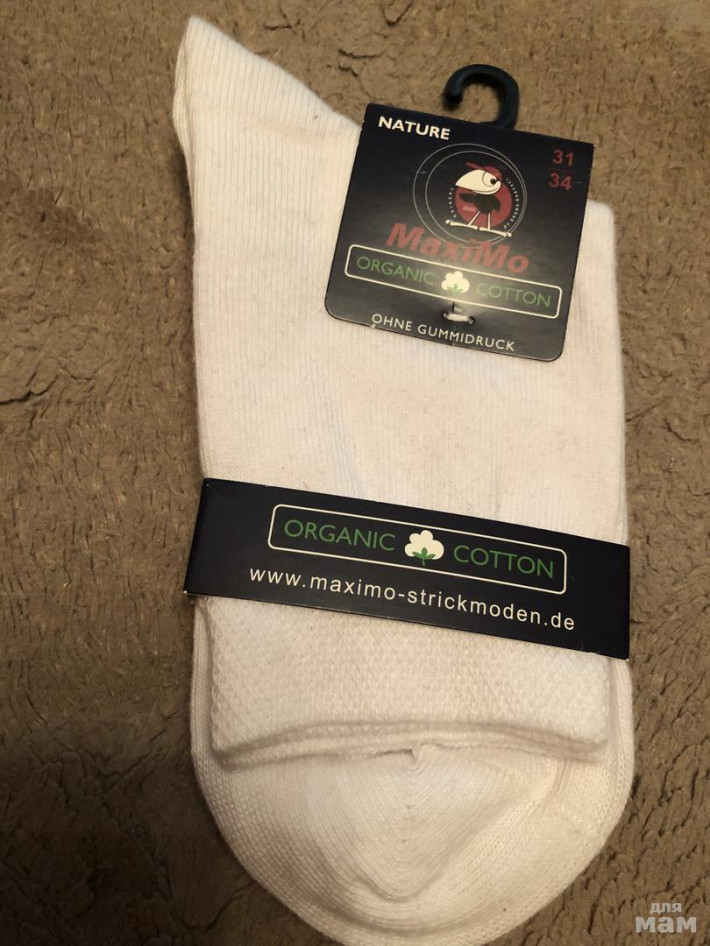 NATURE
31
34
MaxiMo
ORGANIC COTTON
OHNE GUMMIDRUCK
ORGANIC COTTON
www.maximo-strickmoden.de
для
мам